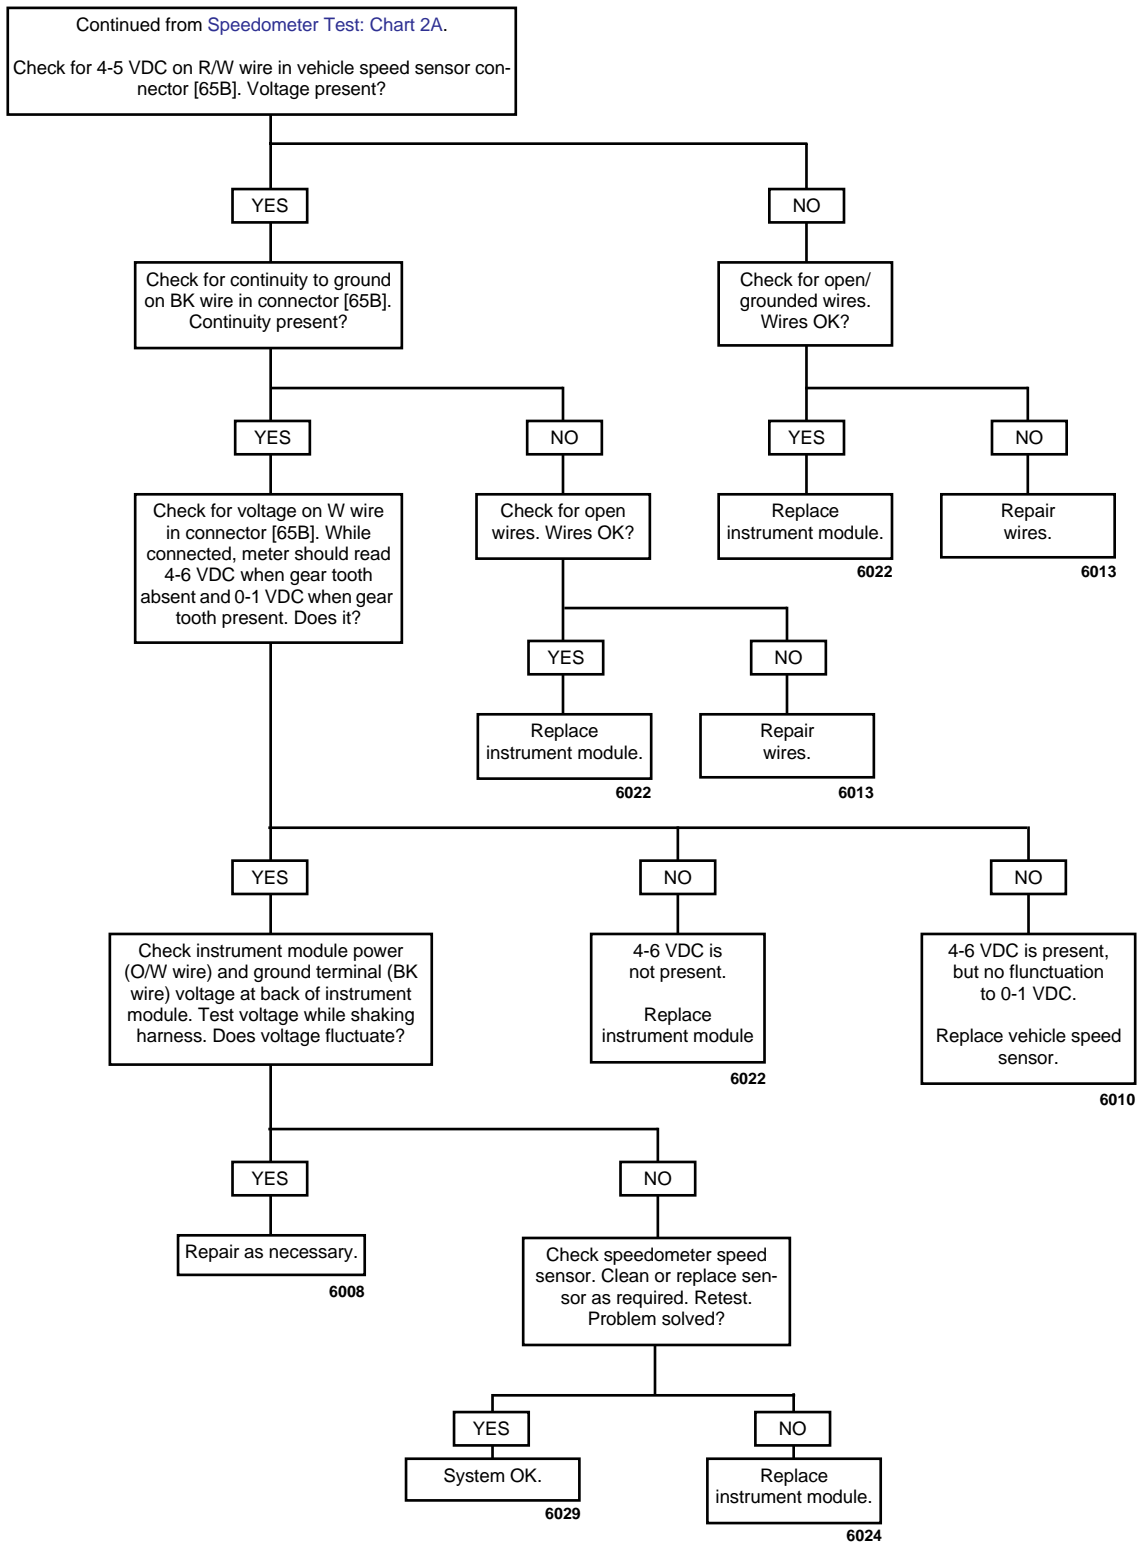 Continued from Speedometer Test: Chart 2A.
Check for 4-5 VDC on R/W wire in vehicle speed sensor con-
nector [65B]. Voltage present?
YES
NO
Check for continuity to ground
on BK wire in connector [65B].
Continuity present?
Check for open/
grounded wires.
Wires OK?
YES
NO
YES
NO
Check for voltage on W wire
in connector [65B]. While
connected, meter should read
4-6 VDC when gear tooth
absent and 0-1 VDC when gear
tooth present. Does it?
Check for open
wires. Wires OK?
Replace
instrument module.
6022
Repair
wires.
6013
YES
NO
Replace
instrument module.
6022
Repair
wires.
6013
YES
NO
NO
Check instrument module power
(O/W wire) and ground terminal (BK
wire) voltage at back of instrument
module. Test voltage while shaking
harness. Does voltage fluctuate?
4-6 VDC is
not present.
Replace
instrument module
6022
4-6 VDC is present,
but no flunctuation
to 0-1 VDC.
Replace vehicle speed
sensor.
6010
YES
NO
Repair as necessary.
6008
Check speedometer speed
sensor. Clean or replace sen-
sor as required. Retest.
Problem solved?
YES
NO
System OK.
6029
Replace
instrument module.
6024